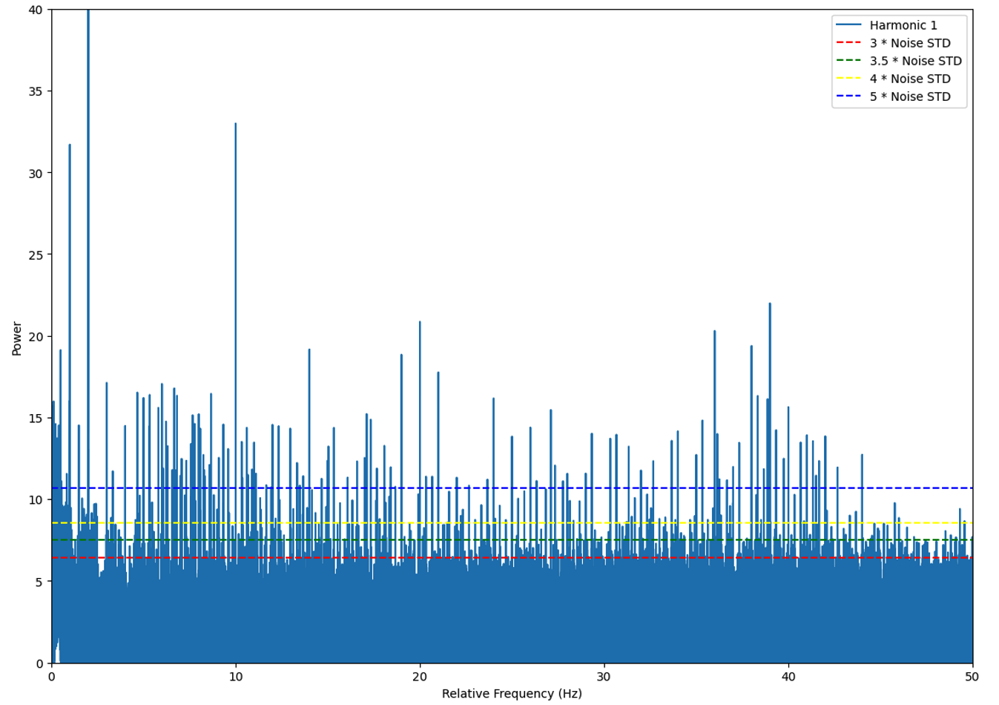 40
35
30
25
20
15
10
5
0
Power
Harmonic 1
3 * Noise STD
3.5 * Noise STD
4 * Noise STD
5 * Noise STD
0 10 20 30 40 50
Relative Frequency (Hz)